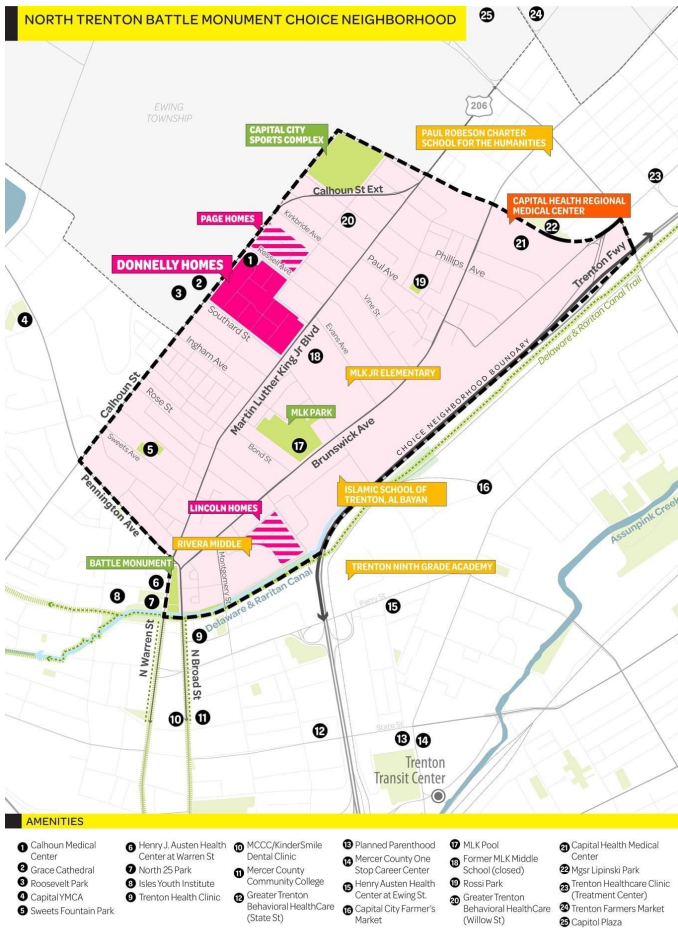 NORTH TRENTON BATTLE MONUMENT CHOICE NEIGHBORHOOD
25
24
EWING
TOWNSHIP
206
CAPITAL CITY
SPORTS COMPLEX
PAUL ROBESON CHARTER
SCHOOL FOR THE HUMANITIES
23
Calhoun St Ext
CAPITAL HEALTH REGIONAL
MEDICAL CENTER
PAGE HOMES
Kirkbride Ave
20
22
21
Russell Ave
1
DONNELLY HOMES
Paul Ave
Phillips Ave
Trenton Fwy
2
3
19
Delaware & Raritan Canal Trail
4
Southard St
Vine St
Evans Ave
18
Ingham Ave
Martin Luther King Jr Blvd
CHOICE NEIGHBORHOOD BOUNDARY
MLK JR ELEMENTARY
Calhoun St
Rose St
MLK PARK
Sweets Ave
5
17
Brunswick Ave
Bond St
Pennington Ave
ISLAMIC SCHOOL OF
TRENTON, AL BAYAN
16
LINCOLN HOMES
Assunpink Creek
RIVERA MIDDLE
BATTLE MONUMENT
Montgomery St
TRENTON NINTH GRADE ACADEMY
6
Delaware & Raritan Canal
8
7
Perry St
15
9
N Warren St
N Broad St
10
11
12
State St
13
14
Trenton
Transit Center
AMENITIES
1 Calhoun Medical
Center
2 Grace Cathedral
3 Roosevelt Park
4 Capital YMCA
5 Sweets Fountain Park
6 Henry J. Austen Health
Center at Warren St
7 North 25 Park
8 Isles Youth Institute
9 Trenton Health Clinic
10 MCCC/KinderSmile
Dental Clinic
11 Mercer County
Community College
12 Greater Trenton
Behavioral HealthCare
(State St)
13 Planned Parenthood
14 Mercer County One
Stop Career Center
15 Henry Austen Health
Center at Ewing St.
16 Capital City Farmer's
Market
17 MLK Pool
18 Former MLK Middle
School (closed)
19 Rossi Park
20 Greater Trenton
Behavioral HealthCare
(Willow St)
21 Capital Health Medical
Center
22 Mgsr Lipinski Park
23 Trenton Healthcare Clinic
(Treatment Center)
24 Trenton Farmers Market
25 Capitol Plaza